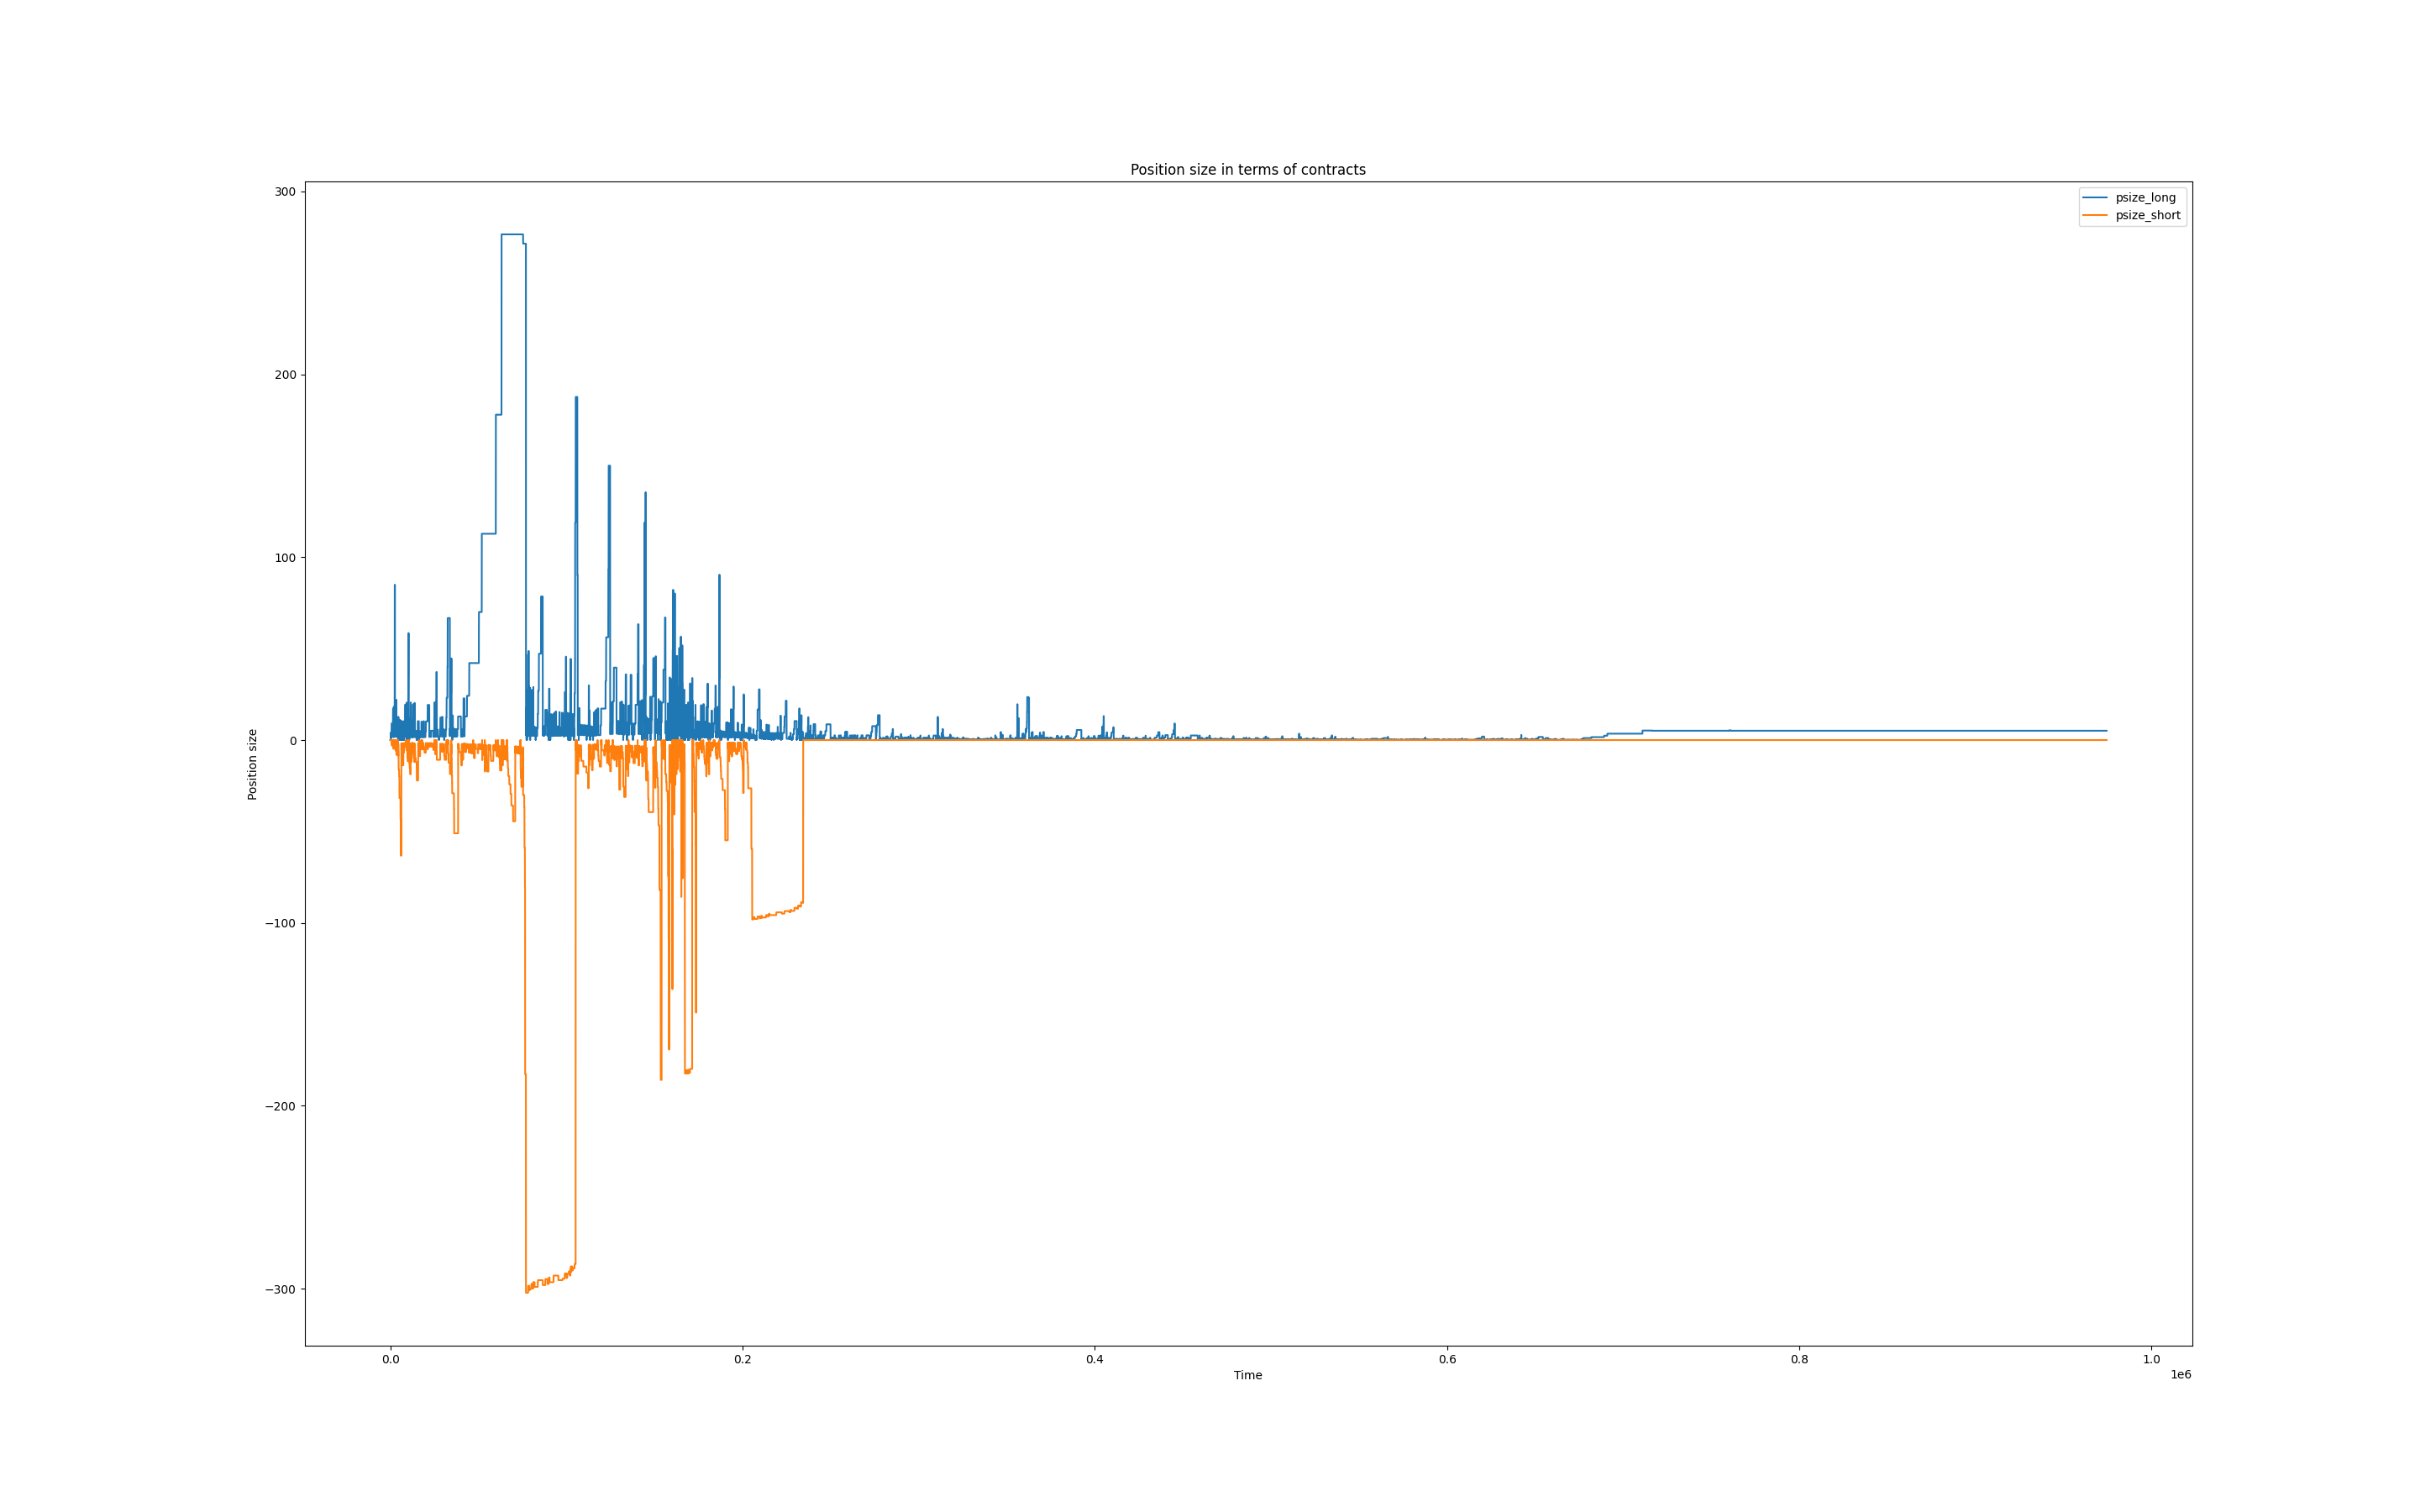 Position size in terms of contracts
psize_long
psize_short
300
200
100
0
−100
−200
−300
Position size
0.0
0.2
0.4
0.6
0.8
1.0
1e6
Time